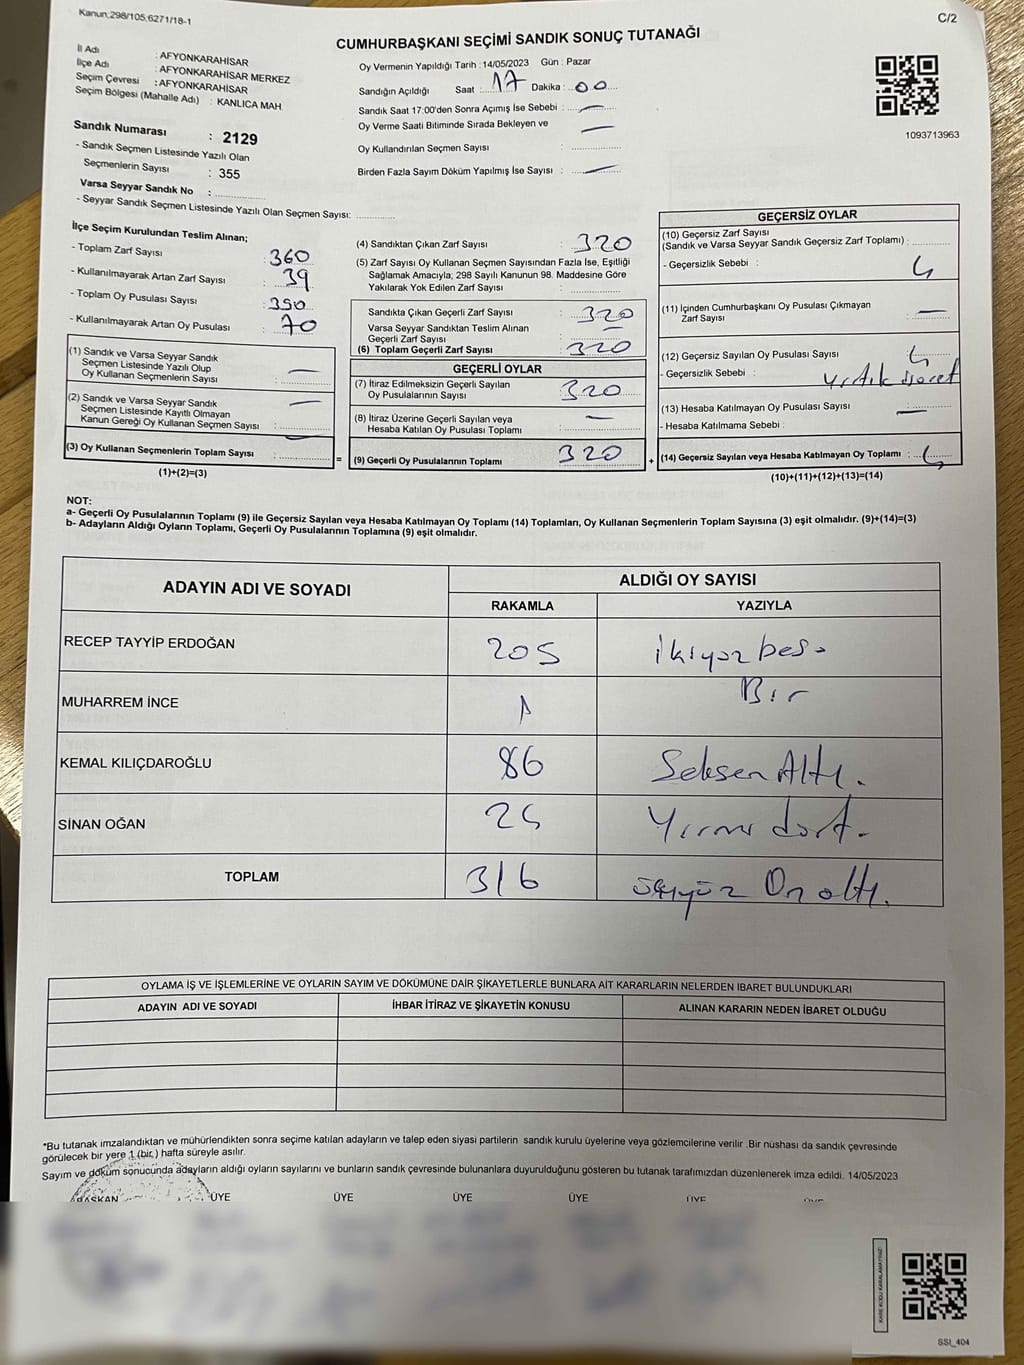 Kanun;298/105;6271/18-1
C/2
CUMHURBAŞKANI SEÇİMİ SANDIK SONUÇ TUTANAĞI
İl Adı : AFYONKARAHİSAR
İlçe Adı : AFYONKARAHİSAR MERKEZ
Seçim Çevresi : AFYONKARAHİSAR
Seçim Bölgesi (Mahalle Adı) : KANLICA MAH.
Sandık Numarası : 2129
- Sandık Seçmen Listesinde Yazılı Olan
Seçmenlerin Sayısı : 355
Varsa Seyyar Sandık No :
- Seyyar Sandık Seçmen Listesinde Yazılı Olan Seçmen Sayısı:
Oy Vermenin Yapıldığı Tarih : 14/05/2023 Gün : Pazar
Sandığın Açıldığı Saat : 17 Dakika : 00
Sandık Saat 17:00'den Sonra Açımış İse Sebebi : —
Oy Verme Saati Bitiminde Sırada Bekleyen ve —
Oy Kullandırılan Seçmen Sayısı :
Birden Fazla Sayım Döküm Yapılmış İse Sayısı : —
1093713963
İlçe Seçim Kurulundan Teslim Alınan;
- Toplam Zarf Sayısı : 360
- Kullanılmayarak Artan Zarf Sayısı : 39
- Toplam Oy Pusulası Sayısı : 390
- Kullanılmayarak Artan Oy Pusulası : 70
(1) Sandık ve Varsa Seyyar Sandık
Seçmen Listesinde Yazılı Olup
Oy Kullanan Seçmenlerin Sayısı : —
(2) Sandık ve Varsa Seyyar Sandık
Seçmen Listesinde Kayıtlı Olmayan
Kanun Gereği Oy Kullanan Seçmen Sayısı : —
(3) Oy Kullanan Seçmenlerin Toplam Sayısı :
(1)+(2)=(3)
=
(4) Sandıktan Çıkan Zarf Sayısı : 320
(5) Zarf Sayısı Oy Kullanan Seçmen Sayısından Fazla İse, Eşitliği
Sağlamak Amacıyla; 298 Sayılı Kanunun 98. Maddesine Göre
Yakılarak Yok Edilen Zarf Sayısı :
Sandıkta Çıkan Geçerli Zarf Sayısı : 320
Varsa Seyyar Sandıktan Teslim Alınan
Geçerli Zarf Sayısı : —
(6) Toplam Geçerli Zarf Sayısı : 320
GEÇERLİ OYLAR
(7) İtiraz Edilmeksizin Geçerli Sayılan
Oy Pusulalarının Sayısı : 320
(8) İtiraz Üzerine Geçerli Sayılan veya
Hesaba Katılan Oy Pusulası Toplamı : —
(9) Geçerli Oy Pusulalarının Toplamı : 320
+
GEÇERSİZ OYLAR
(10) Geçersiz Zarf Sayısı
(Sandık ve Varsa Seyyar Sandık Geçersiz Zarf Toplamı) :
- Geçersizlik Sebebi : 4
(11) İçinden Cumhurbaşkanı Oy Pusulası Çıkmayan
Zarf Sayısı : —
(12) Geçersiz Sayılan Oy Pusulası Sayısı : 4
- Geçersizlik Sebebi : yırtık işaret
(13) Hesaba Katılmayan Oy Pusulası Sayısı : —
- Hesaba Katılmama Sebebi :
(14) Geçersiz Sayılan veya Hesaba Katılmayan Oy Toplamı : 4
(10)+(11)+(12)+(13)=(14)
NOT:
a- Geçerli Oy Pusulalarının Toplamı (9) ile Geçersiz Sayılan veya Hesaba Katılmayan Oy Toplamı (14) Toplamları, Oy Kullanan Seçmenlerin Toplam Sayısına (3) eşit olmalıdır. (9)+(14)=(3)
b- Adayların Aldığı Oyların Toplamı, Geçerli Oy Pusulalarının Toplamına (9) eşit olmalıdır.
ADAYIN ADI VE SOYADI
ALDIĞI OY SAYISI
RAKAMLA YAZIYLA
RECEP TAYYİP ERDOĞAN 205 ikiyüz beş.
MUHARREM İNCE 1 Bir
KEMAL KILIÇDAROĞLU 86 Seksen Altı.
SİNAN OĞAN 24 Yirmi dört.
TOPLAM 316 üçyüz On altı.
OYLAMA İŞ VE İŞLEMLERİNE VE OYLARIN SAYIM VE DÖKÜMÜNE DAİR ŞİKAYETLERLE BUNLARA AİT KARARLARIN NELERDEN İBARET BULUNDUKLARI
ADAYIN ADI VE SOYADI İHBAR İTİRAZ VE ŞİKAYETİN KONUSU ALINAN KARARIN NEDEN İBARET OLDUĞU
*Bu tutanak imzalandıktan ve mühürlendikten sonra seçime katılan adayların ve talep eden siyasi partilerin sandık kurulu üyelerine veya gözlemcilerine verilir .Bir nüshası da sandık çevresinde
görülecek bir yere 1 (bir.) hafta süreyle asılır.
Sayım ve döküm sonucunda adayların aldığı oyların sayılarını ve bunların sandık çevresinde bulunanlara duyurulduğunu gösteren bu tutanak tarafımızdan düzenlenerek imza edildi. 14/05/2023
BAŞKAN ÜYE ÜYE ÜYE ÜYE ÜYE ÜYE
KARE KODU KARALAMAYINIZ
SSİ_404